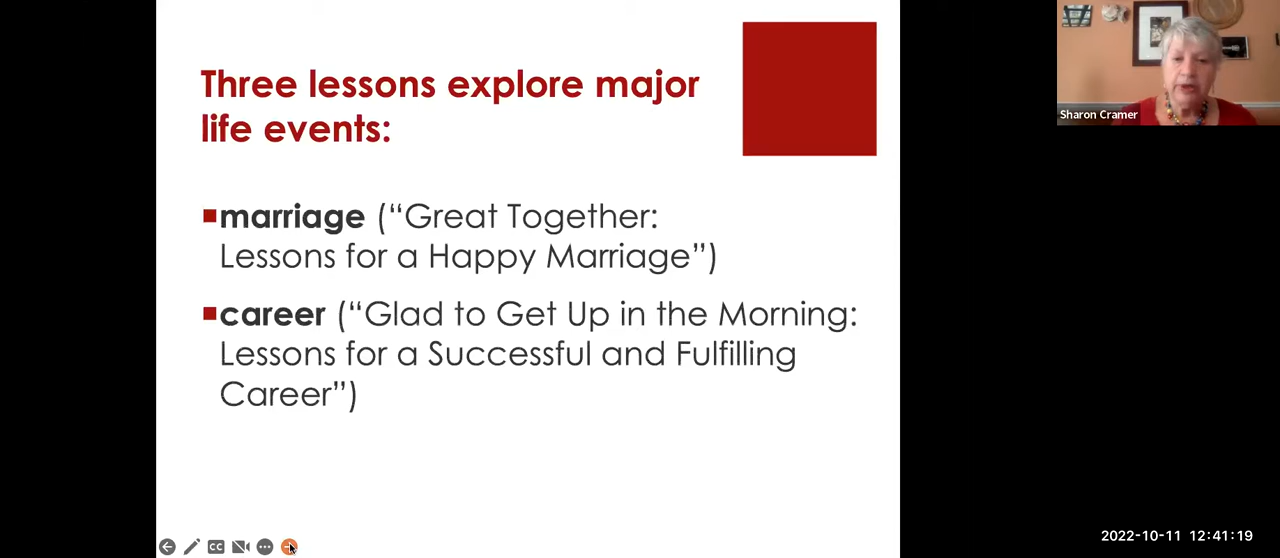 Three lessons explore major
life events:
marriage (“Great Together:
Lessons for a Happy Marriage”)
career (“Glad to Get Up in the Morning:
Lessons for a Successful and Fulfilling
Career”)
CC
Sharon Cramer
2022-10-11 12:41:19